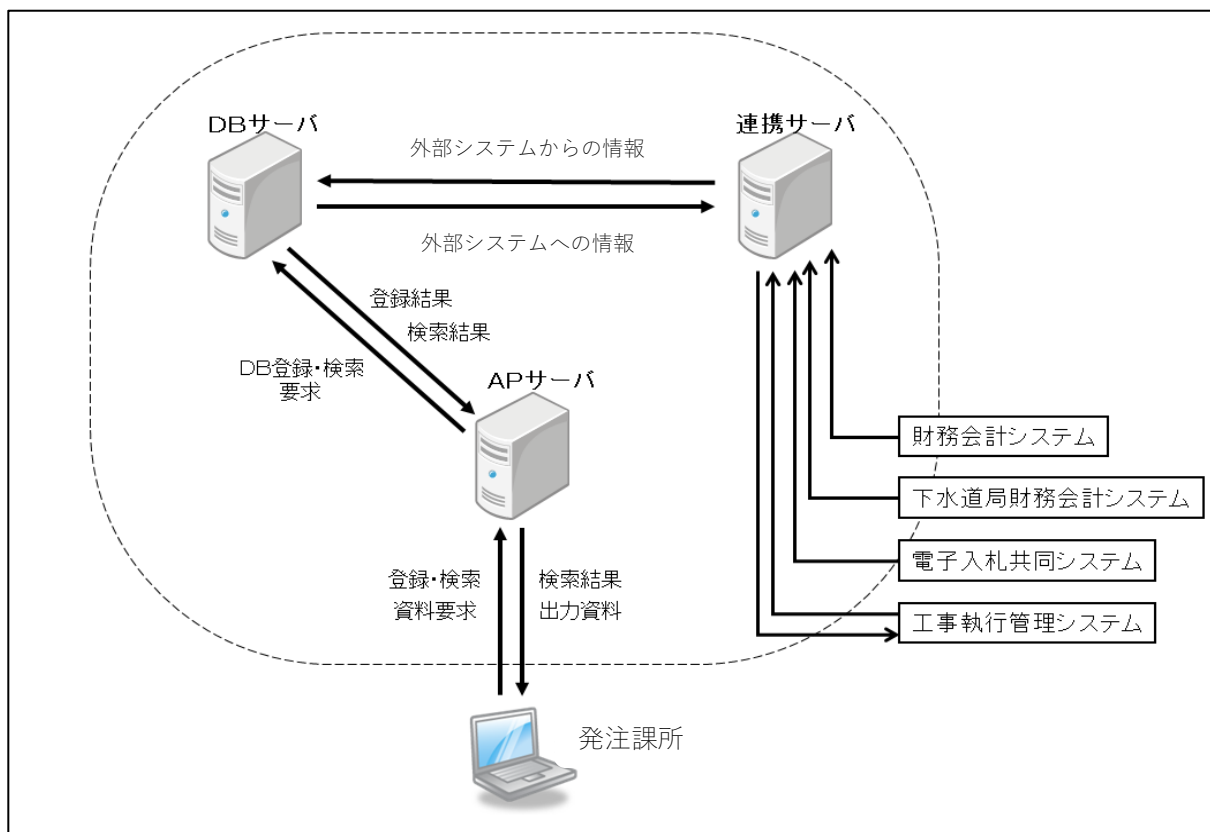 DBサーバ
連携サーバ
外部システムからの情報
外部システムへの情報
登録結果
検索結果
DB登録・検索
要求
APサーバ
財務会計システム
下水道局財務会計システム
電子入札共同システム
工事執行管理システム
登録・検索
資料要求
検索結果
出力資料
発注課所